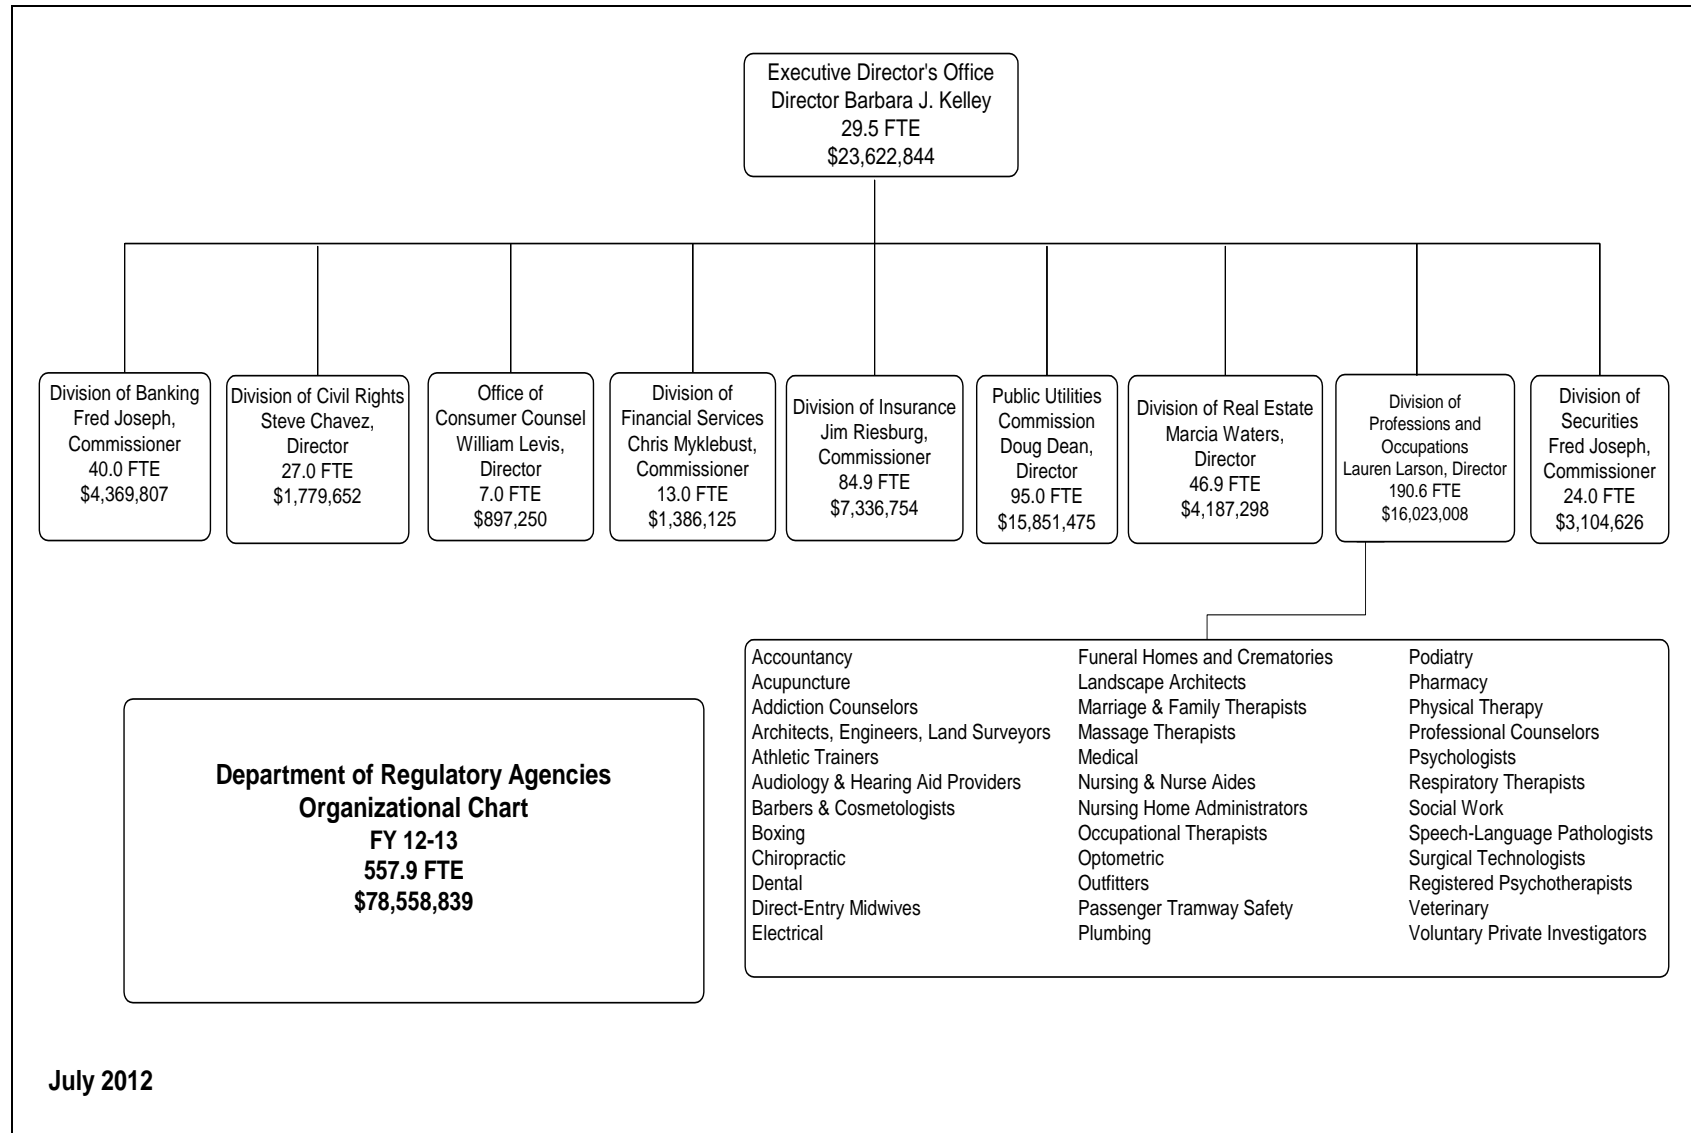 Executive Director's Office
Director Barbara J. Kelley
29.5 FTE
$23,622,844
Division of Banking
Fred Joseph,
Commissioner
40.0 FTE
$4,369,807
Division of Civil Rights
Steve Chavez,
Director
27.0 FTE
$1,779,652
Office of
Consumer Counsel
William Levis,
Director
7.0 FTE
$897,250
Division of
Financial Services
Chris Myklebust,
Commissioner
13.0 FTE
$1,386,125
Division of Insurance
Jim Riesburg,
Commissioner
84.9 FTE
$7,336,754
Public Utilities
Commission
Doug Dean,
Director
95.0 FTE
$15,851,475
Division of Real Estate
Marcia Waters,
Director
46.9 FTE
$4,187,298
Division of
Professions and
Occupations
Lauren Larson, Director
190.6 FTE
$16,023,008
Division of
Securities
Fred Joseph,
Commissioner
24.0 FTE
$3,104,626
Accountancy
Acupuncture
Addiction Counselors
Architects, Engineers, Land Surveyors
Athletic Trainers
Audiology & Hearing Aid Providers
Barbers & Cosmetologists
Boxing
Chiropractic
Dental
Direct-Entry Midwives
Electrical
Funeral Homes and Crematories
Landscape Architects
Marriage & Family Therapists
Massage Therapists
Medical
Nursing & Nurse Aides
Nursing Home Administrators
Occupational Therapists
Optometric
Outfitters
Passenger Tramway Safety
Plumbing
Podiatry
Pharmacy
Physical Therapy
Professional Counselors
Psychologists
Respiratory Therapists
Social Work
Speech-Language Pathologists
Surgical Technologists
Registered Psychotherapists
Veterinary
Voluntary Private Investigators
Department of Regulatory Agencies
Organizational Chart
FY 12-13
557.9 FTE
$78,558,839
July 2012